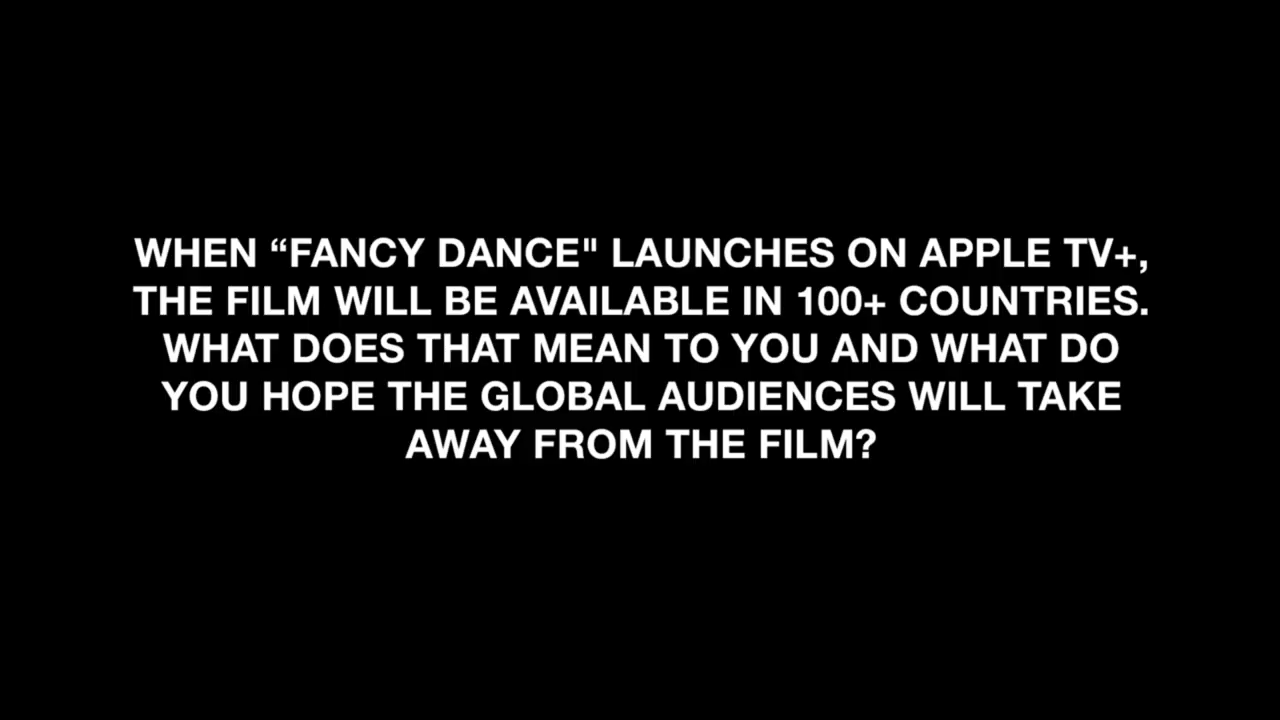 WHEN “FANCY DANCE" LAUNCHES ON APPLE TV+,
THE FILM WILL BE AVAILABLE IN 100+ COUNTRIES.
WHAT DOES THAT MEAN TO YOU AND WHAT DO
YOU HOPE THE GLOBAL AUDIENCES WILL TAKE
AWAY FROM THE FILM?